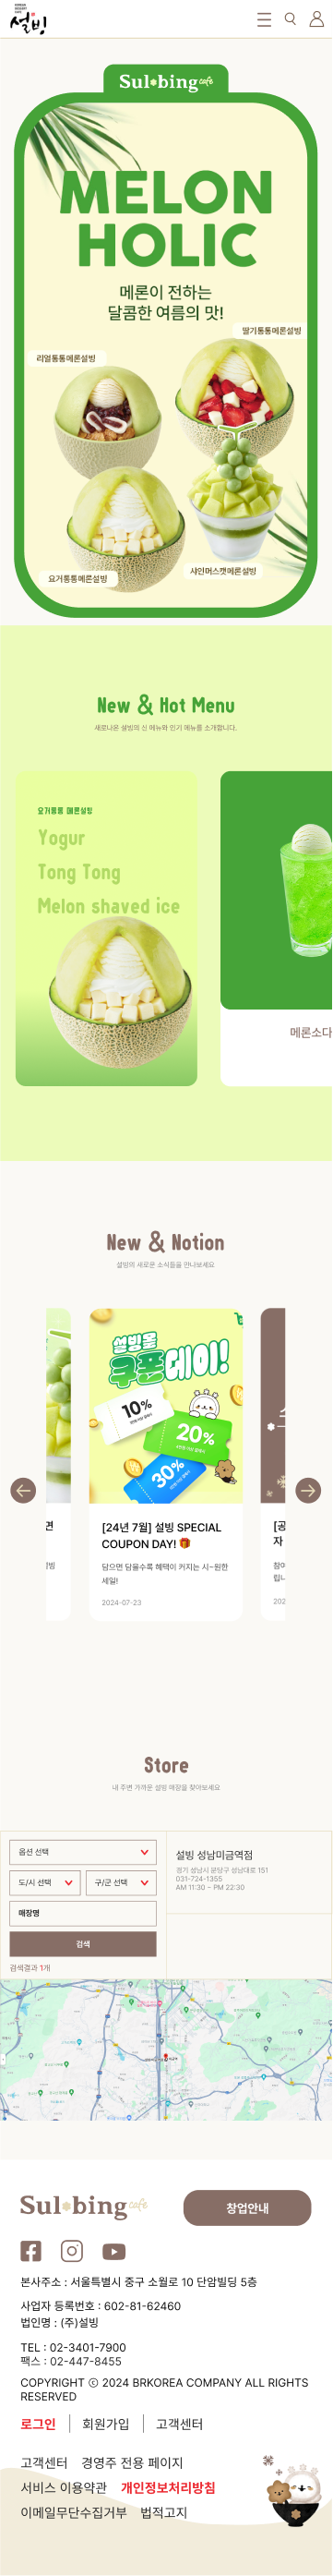 KOREAN
DESSERT
CAFE
설빙
Sulbing cafe
MELON
HOLIC
메론이 전하는
달콤한 여름의 맛!
딸기통통메론설빙
리얼통통메론설빙
샤인머스캣메론설빙
요거통통메론설빙
New & Hot Menu
새로나온 설빙의 신 메뉴와 인기 메뉴를 소개합니다.
요거통통 메론설빙
Yogur
Tong Tong
Melon shaved ice
메론소다
New & Notion
설빙의 새로운 소식들을 만나보세요
설빙몰
쿠폰데이!
10%
20%
30%
[24년 7월] 설빙 SPECIAL
COUPON DAY! 🎁
담으면 담을수록 혜택이 커지는 시~원한
세일!
2024-07-23
면
설빙
[공
자
참여
립니
202
Store
내 주변 가까운 설빙 매장을 찾아보세요
옵션 선택
도/시 선택
구/군 선택
매장명
검색
검색결과 1개
설빙 성남미금역점
경기 성남시 분당구 성남대로 151
031-724-1355
AM 11:30 ~ PM 22:30
Sulbing cafe
창업안내
본사주소 : 서울특별시 중구 소월로 10 단암빌딩 5층
사업자 등록번호 : 602-81-62460
법인명 : (주)설빙
TEL : 02-3401-7900
팩스 : 02-447-8455
COPYRIGHT ⓒ 2024 BRKOREA COMPANY ALL RIGHTS
RESERVED
로그인
회원가입
고객센터
고객센터 경영주 전용 페이지
서비스 이용약관 개인정보처리방침
이메일무단수집거부 법적고지